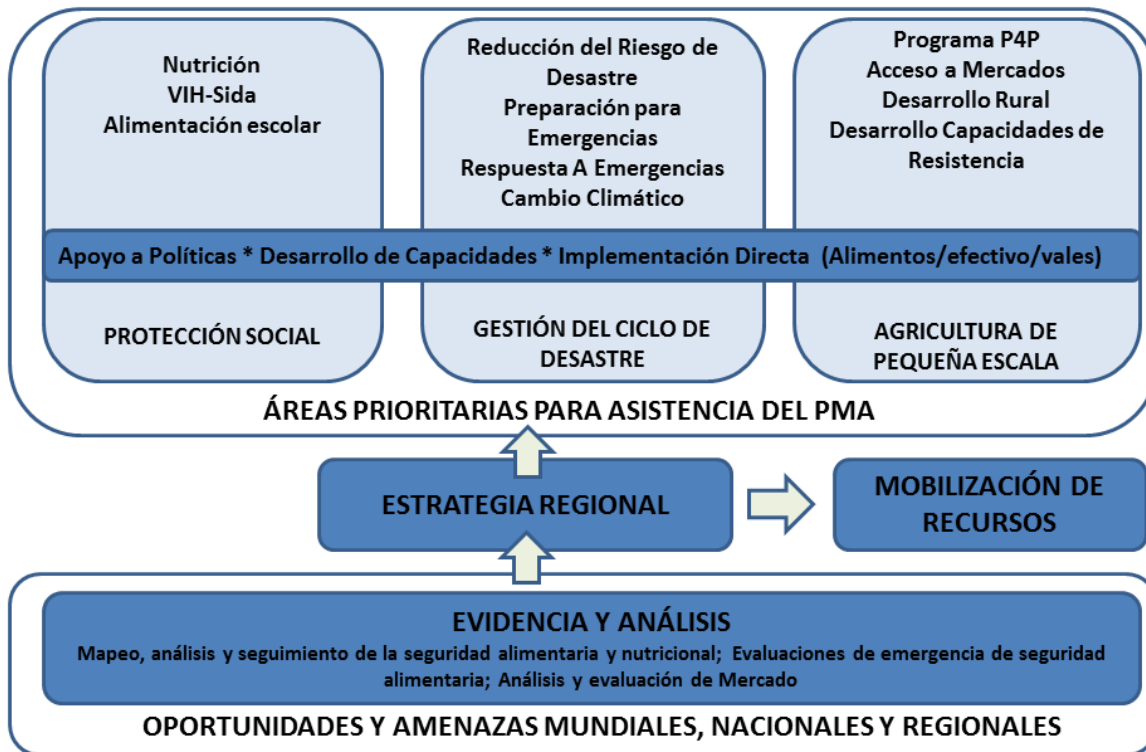 Nutrición
VIH-Sida
Alimentación escolar
Reducción del Riesgo de
Desastre
Preparación para
Emergencias
Respuesta A Emergencias
Cambio Climático
Programa P4P
Acceso a Mercados
Desarrollo Rural
Desarrollo Capacidades de
Resistencia
Apoyo a Políticas * Desarrollo de Capacidades * Implementación Directa (Alimentos/efectivo/vales)
PROTECCIÓN SOCIAL
GESTIÓN DEL CICLO DE
DESASTRE
AGRICULTURA DE
PEQUEÑA ESCALA
ÁREAS PRIORITARIAS PARA ASISTENCIA DEL PMA
ESTRATEGIA REGIONAL
MOBILIZACIÓN DE
RECURSOS
EVIDENCIA Y ANÁLISIS
Mapeo, análisis y seguimiento de la seguridad alimentaria y nutricional; Evaluaciones de emergencia de seguridad
alimentaria; Análisis y evaluación de Mercado
OPORTUNIDADES Y AMENAZAS MUNDIALES, NACIONALES Y REGIONALES